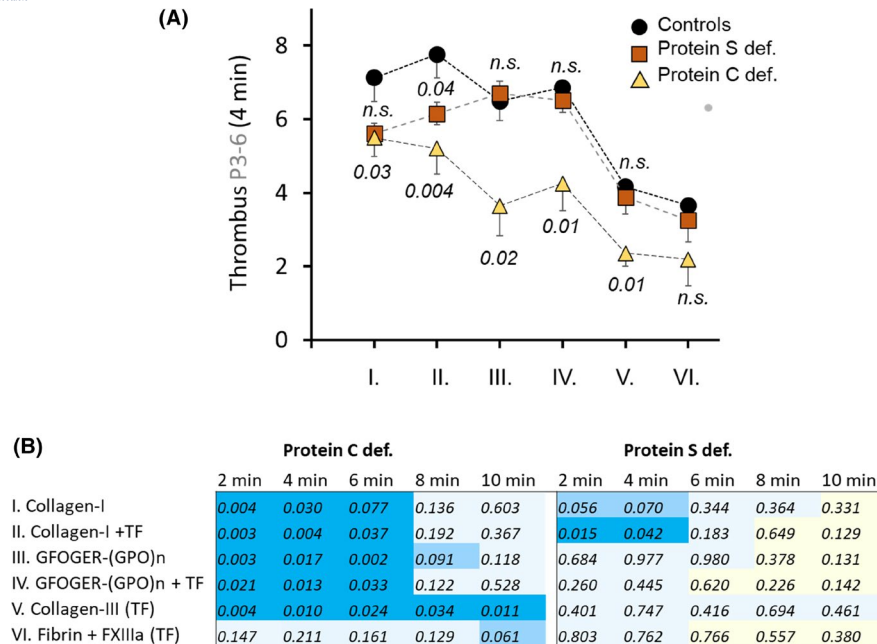 (A)
Controls
Protein S def.
Protein C def.
Thrombus P3-6 (4 min)
8
6
4
2
0
n.s.
0.04
n.s.
n.s.
n.s.
0.03
0.004
0.02
0.01
0.01
n.s.
I. II. III. IV. V. VI.
(B)
Protein C def. Protein S def.
2 min 4 min 6 min 8 min 10 min 2 min 4 min 6 min 8 min 10 min
I. Collagen-I 0.004 0.030 0.077 0.136 0.603 0.056 0.070 0.344 0.364 0.331
II. Collagen-I +TF 0.003 0.004 0.037 0.192 0.367 0.015 0.042 0.183 0.649 0.129
III. GFOGER-(GPO)n 0.003 0.017 0.002 0.091 0.118 0.684 0.977 0.980 0.378 0.131
IV. GFOGER-(GPO)n + TF 0.021 0.013 0.033 0.122 0.528 0.260 0.445 0.620 0.226 0.142
V. Collagen-III (TF) 0.004 0.010 0.024 0.034 0.011 0.401 0.747 0.416 0.694 0.461
VI. Fibrin + FXIIIa (TF) 0.147 0.211 0.161 0.129 0.061 0.803 0.762 0.766 0.557 0.380